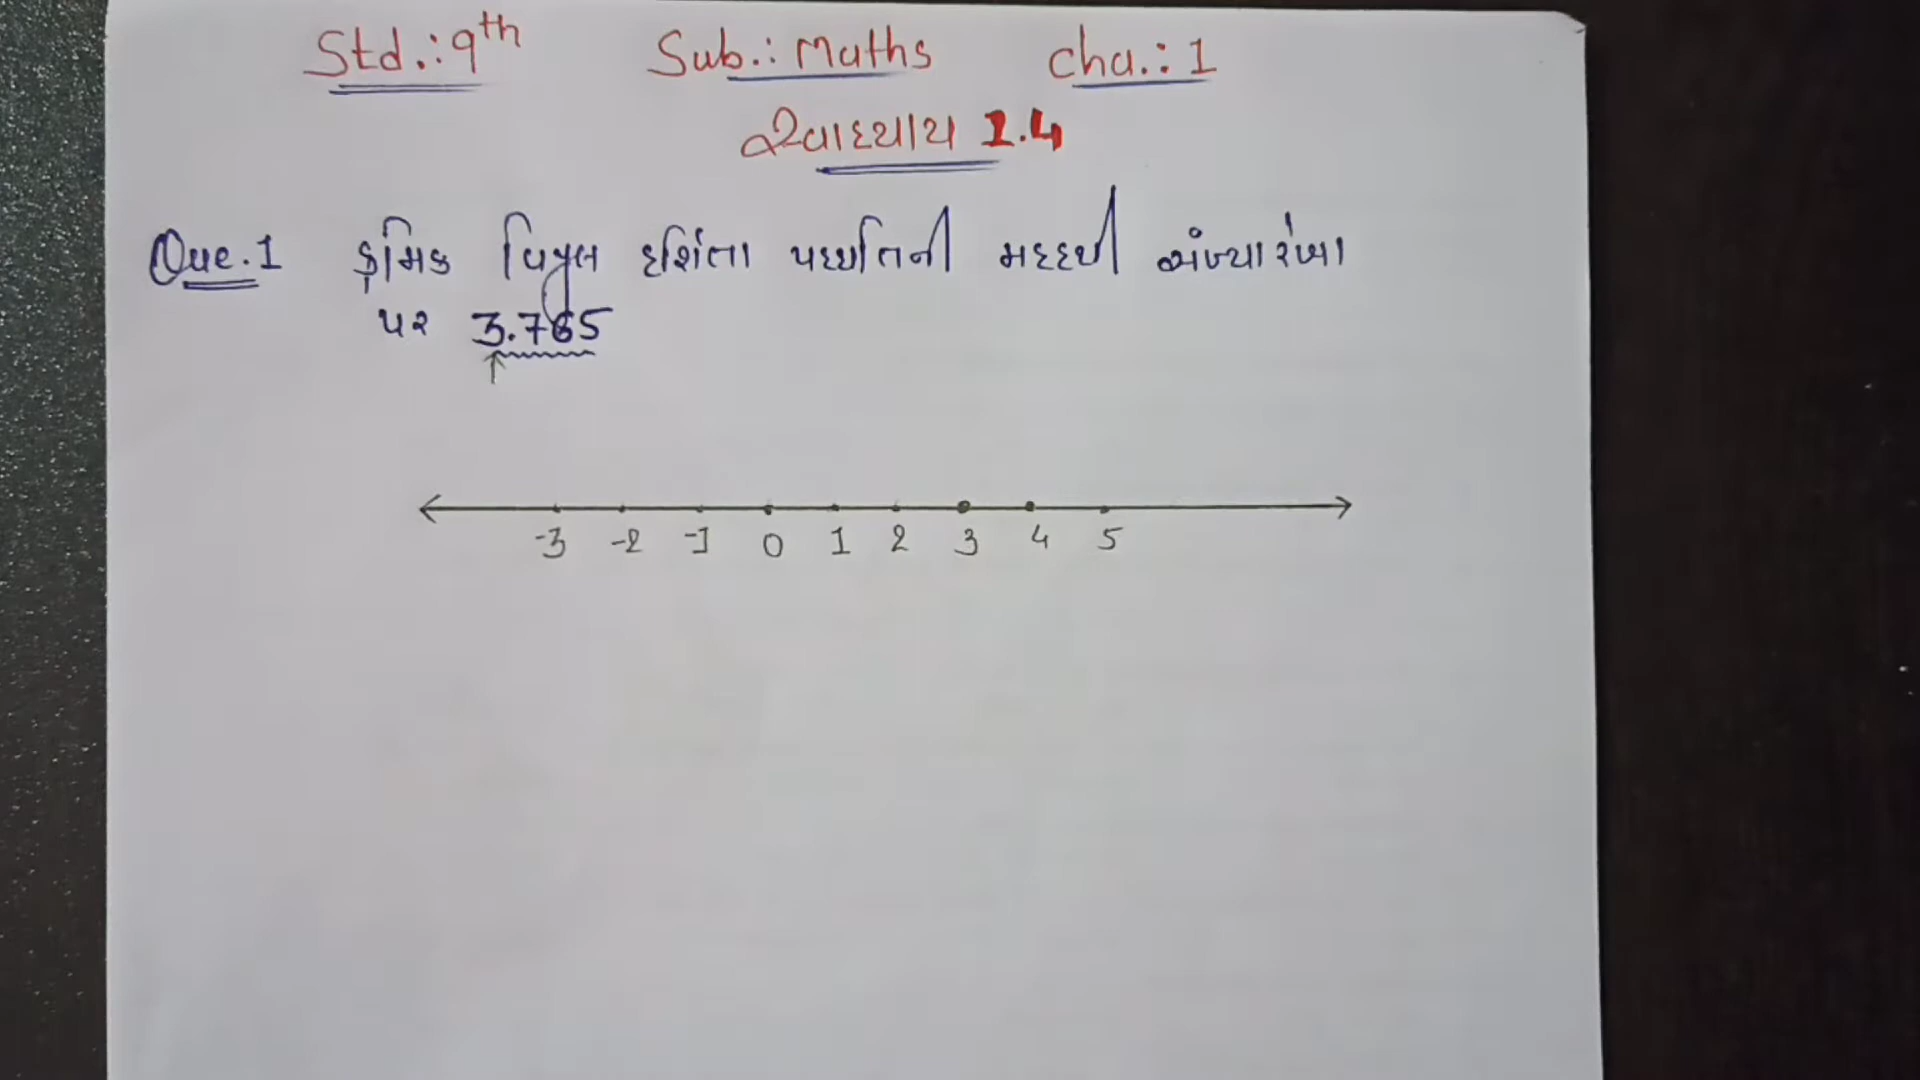 Std.: 9th Sub.: Maths Cha.: 1
સ્વાધ્યાય 1.4
Que.1 ક્રમિક વિપુલ દર્શિતા પધ્ધતિની મદદથી સંખ્યારેખા
પર 3.765
-3 -2 -1 0 1 2 3 4 5